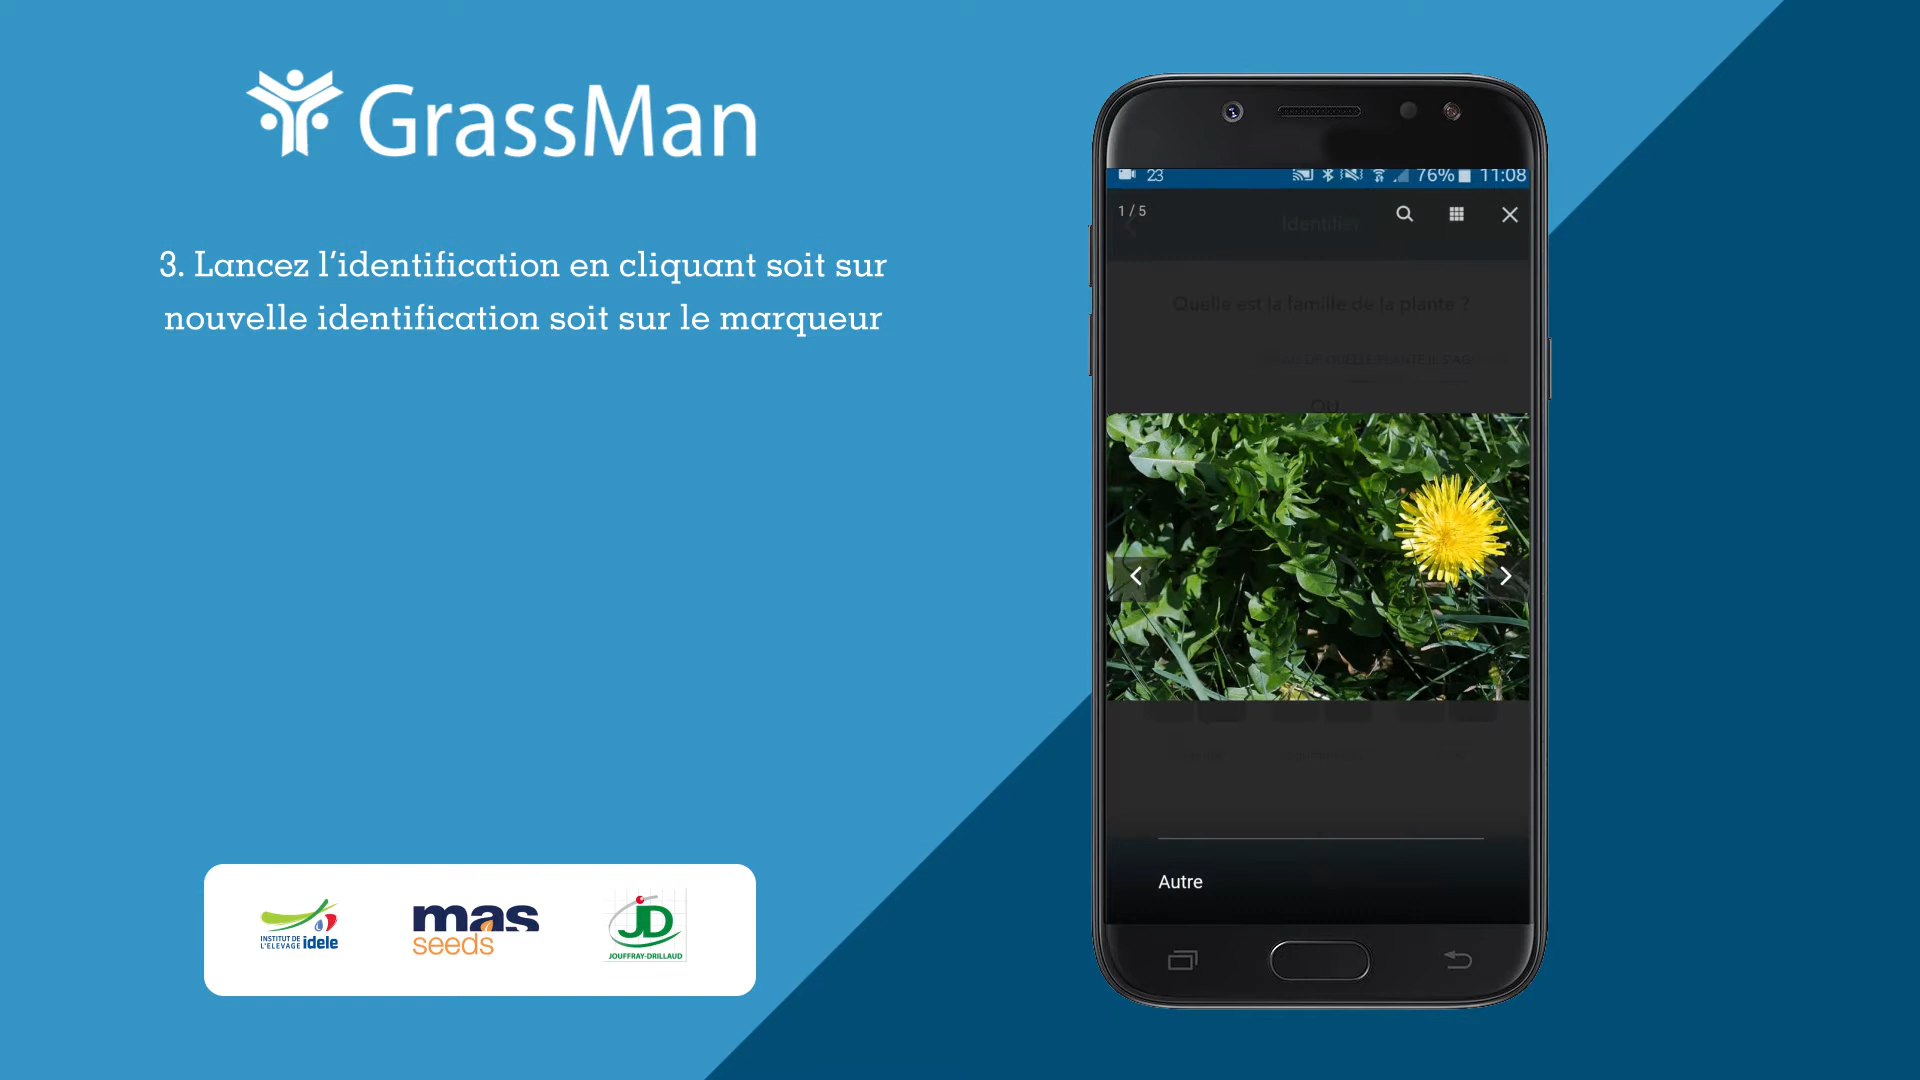 GrassMan
3. Lancez l’identification en cliquant soit sur
nouvelle identification soit sur le marqueur
23 76% 11:08
1 / 5
Identifier
Quelle est la famille de la plante ?
OU
Autre
INSTITUT DE
L'ELEVAGE idele
mas
seeds
JD
JOUFFRAY-DRILLAUD